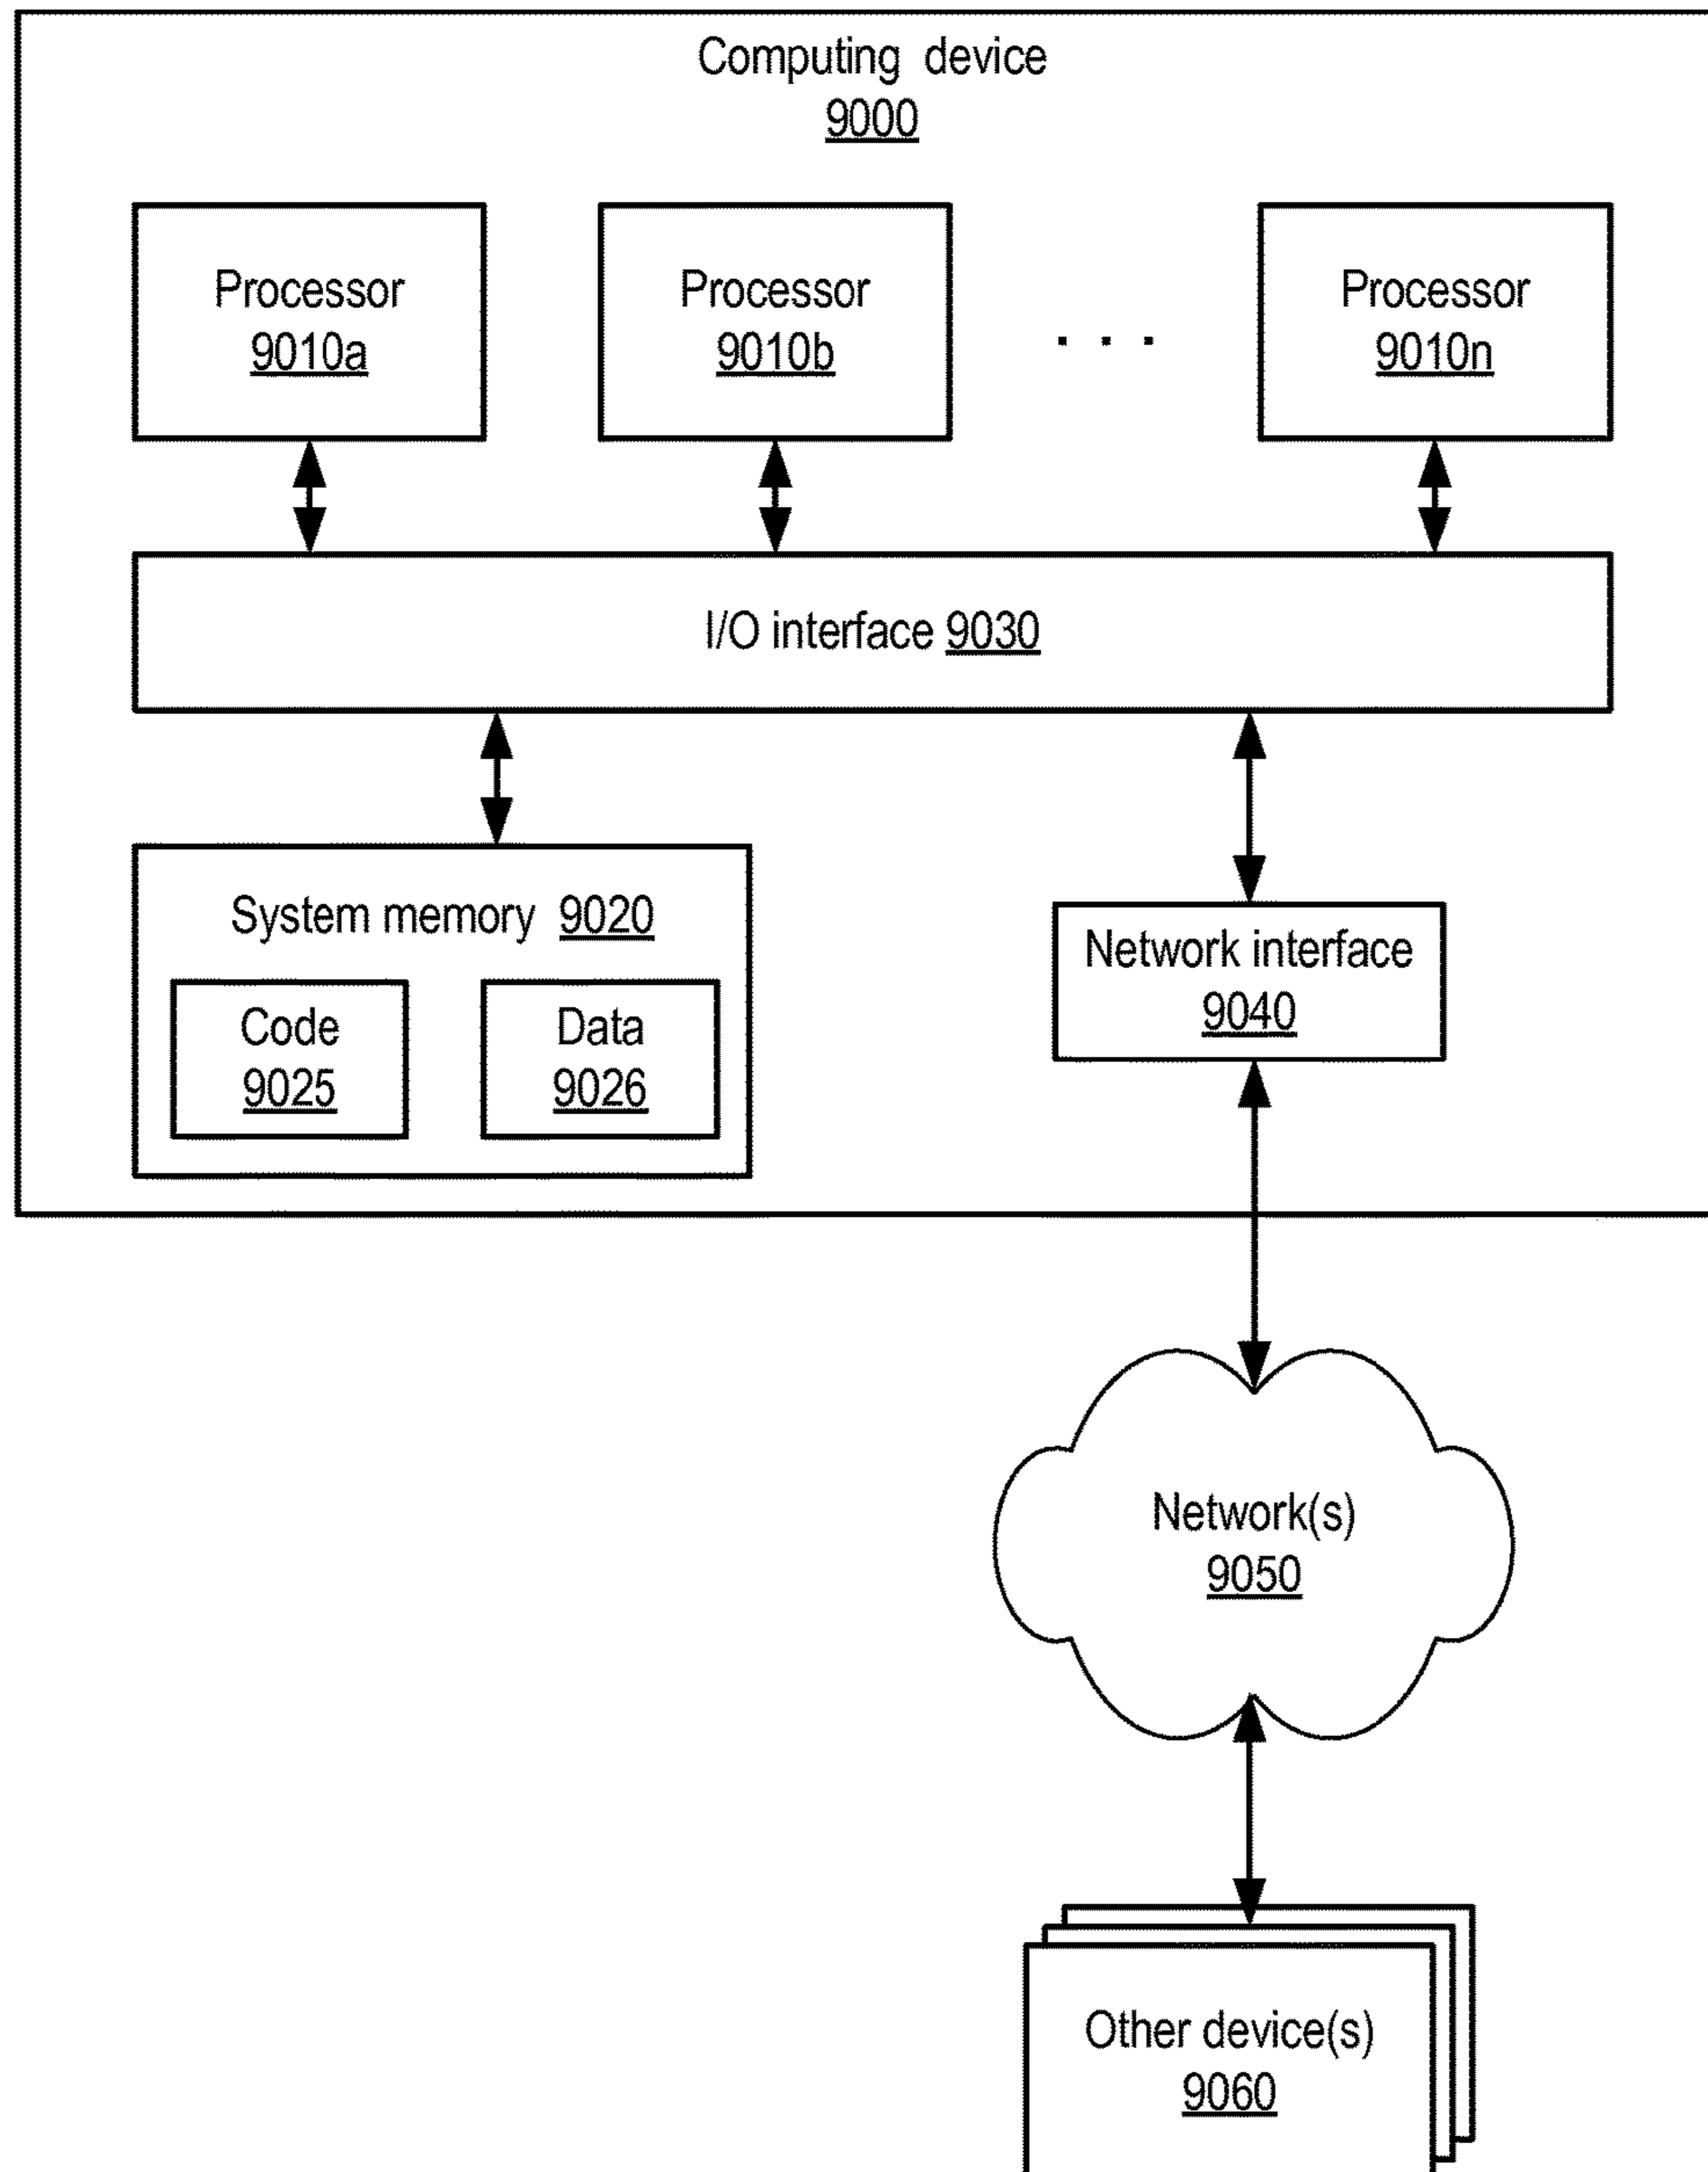 Computing device
9000
Processor
9010a
Processor
9010b
. . .
Processor
9010n
I/O interface 9030
System memory 9020
Code
9025
Data
9026
Network interface
9040
Network(s)
9050
Other device(s)
9060